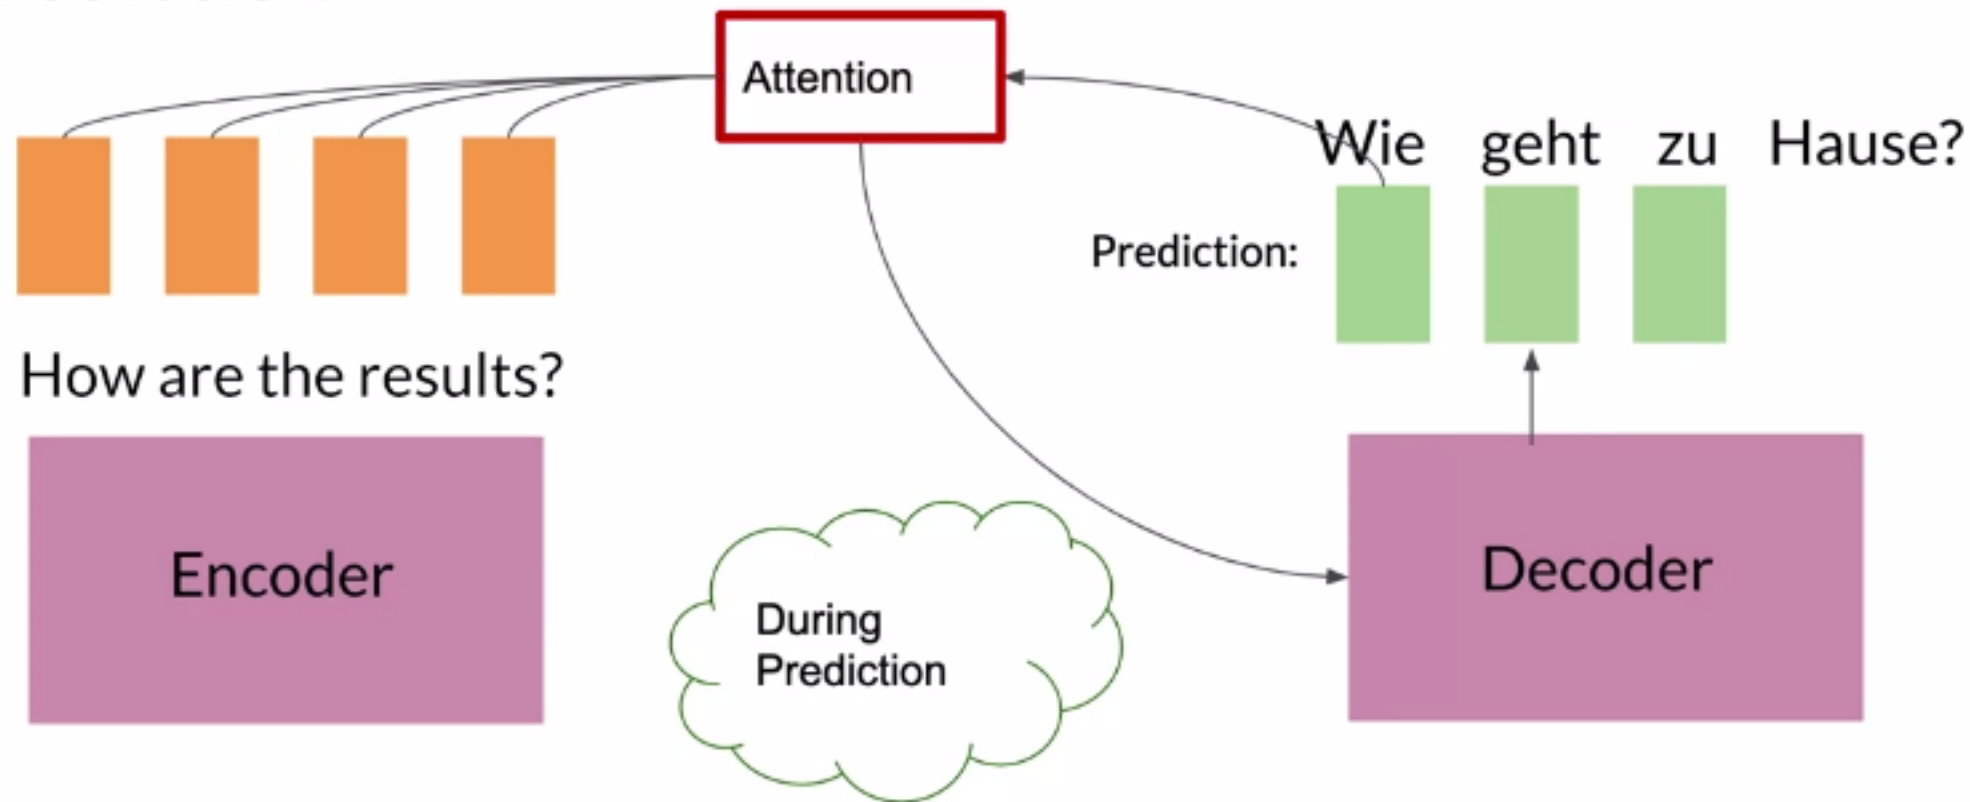 Attention
Wie geht zu Hause?
Prediction:
How are the results?
Encoder
Decoder
During
Prediction